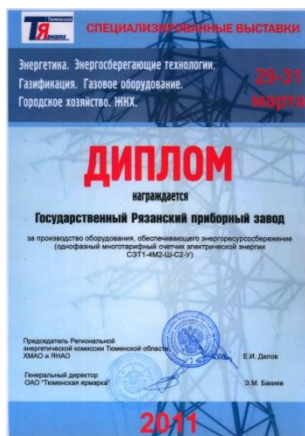 Тюменская
Ярмарка
СПЕЦИАЛИЗИРОВАННЫЕ ВЫСТАВКИ
Энергетика. Энергосберегающие технологии.
Газификация. Газовое оборудование.
Городское хозяйство. ЖКХ.
29-31
марта
ДИПЛОМ
награждается
Государственный Рязанский приборный завод
за производство оборудования, обеспечивающего энергоресурсосбережение
(однофазный многотарифный счетчик электрической энергии
СЭТ1-4М2-Ш-С2-У)
Председатель Региональной
энергетической комиссии Тюменской области,
ХМАО и ЯНАО
Е.И. Делов
Генеральный директор
ОАО "Тюменская ярмарка"
Э.М. Бакиев
2011